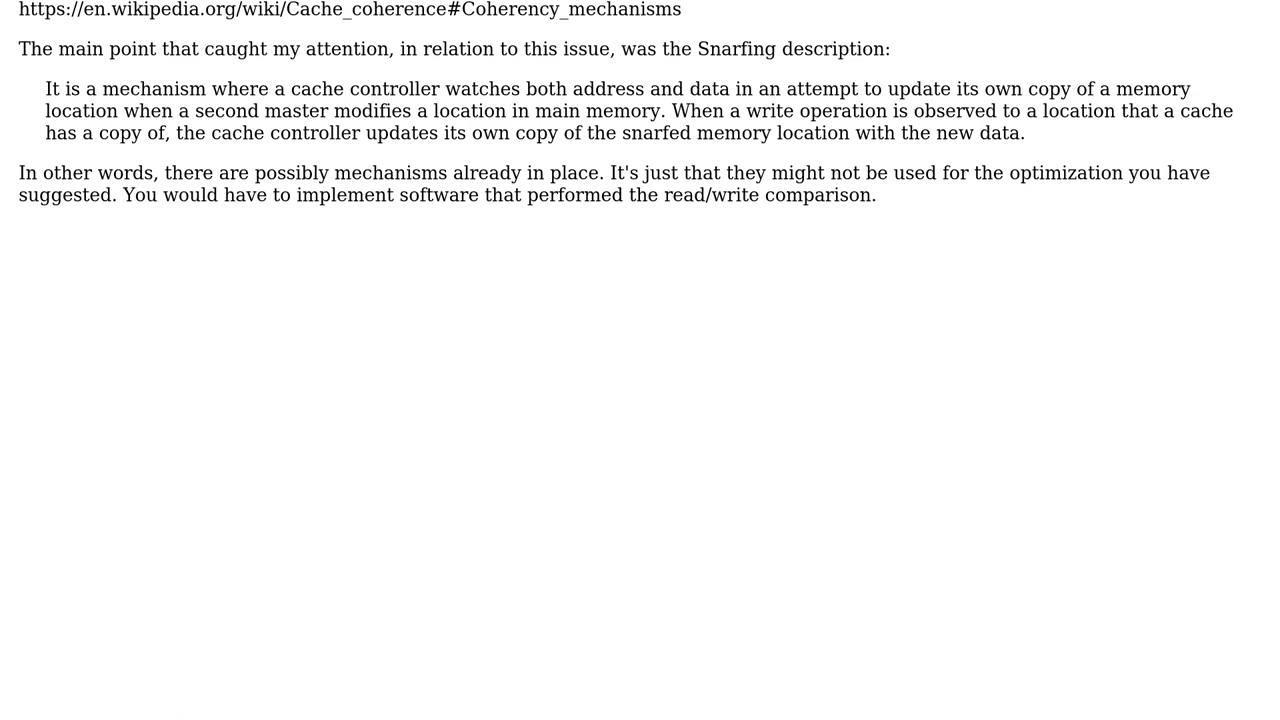 https://en.wikipedia.org/wiki/Cache_coherence#Coherency_mechanisms
The main point that caught my attention, in relation to this issue, was the Snarfing description:
It is a mechanism where a cache controller watches both address and data in an attempt to update its own copy of a memory
location when a second master modifies a location in main memory. When a write operation is observed to a location that a cache
has a copy of, the cache controller updates its own copy of the snarfed memory location with the new data.
In other words, there are possibly mechanisms already in place. It's just that they might not be used for the optimization you have
suggested. You would have to implement software that performed the read/write comparison.